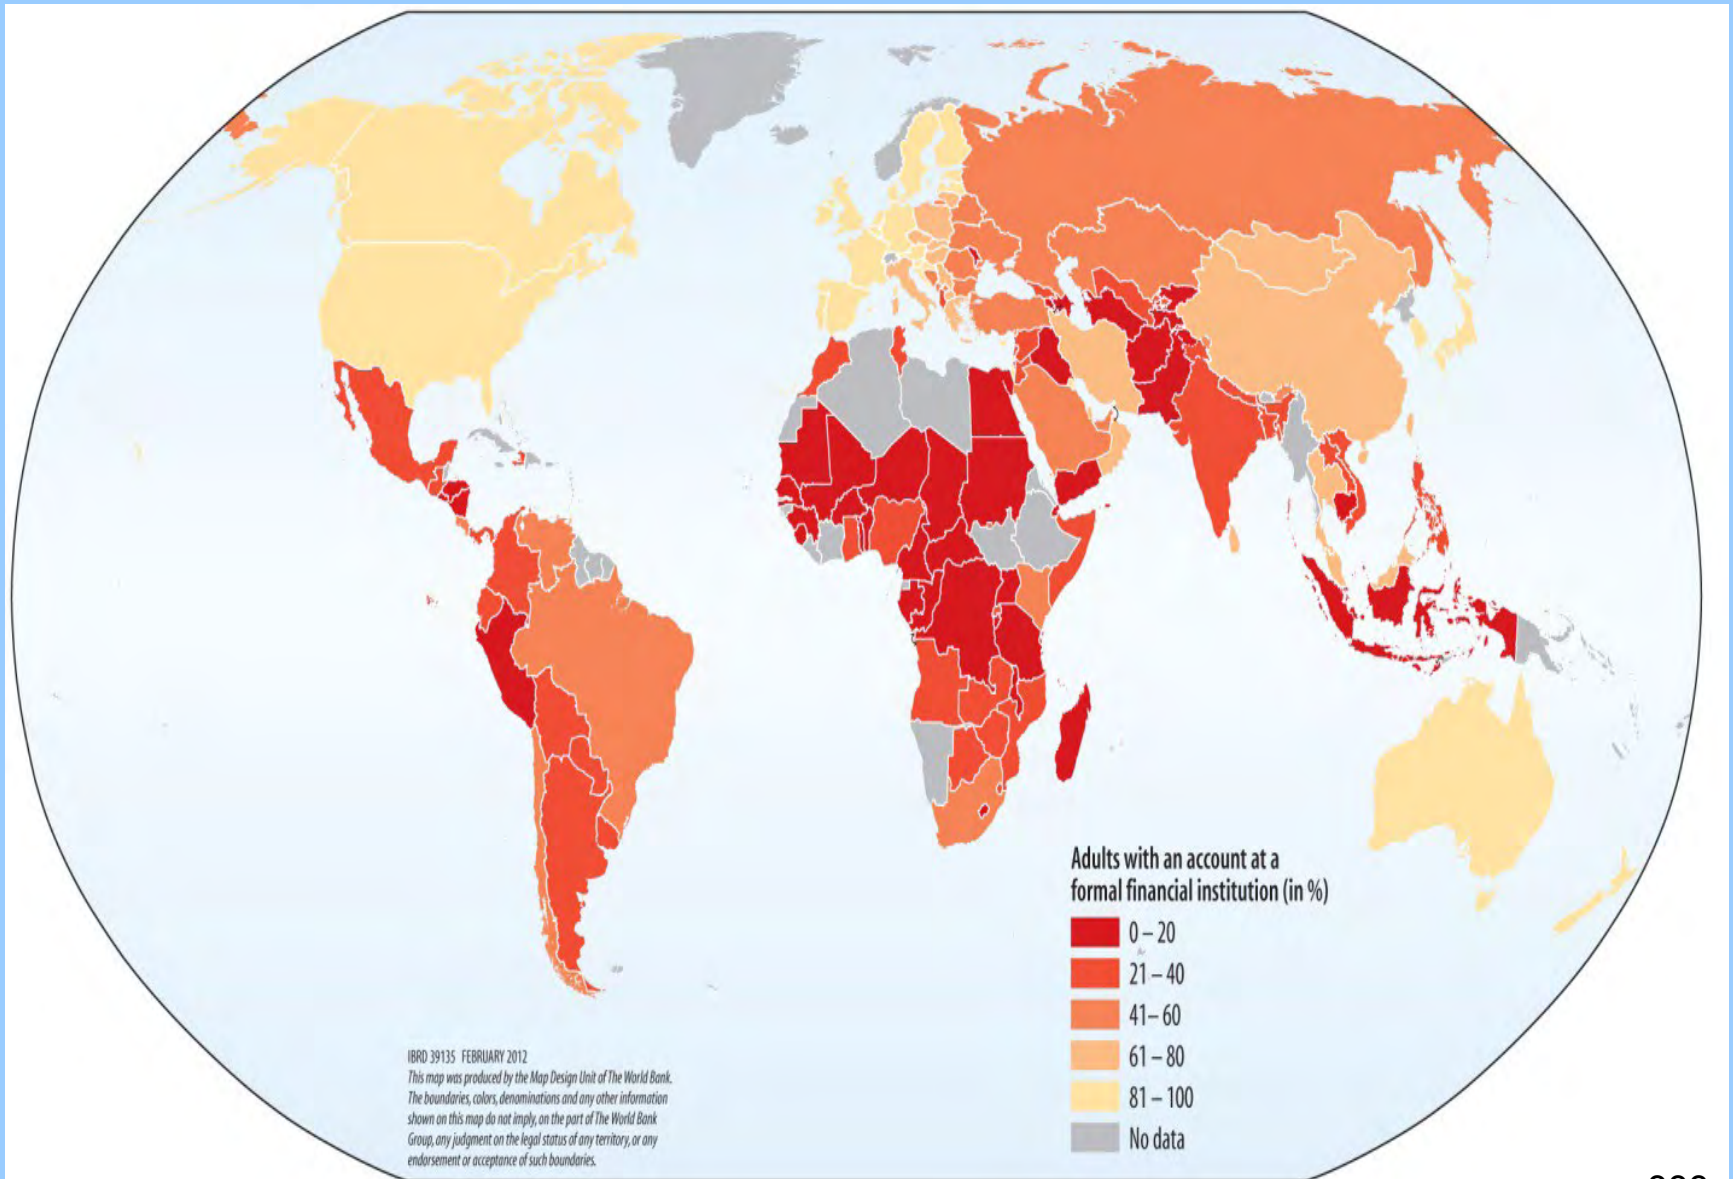 Adults with an account at a
formal financial institution (in %)
0 – 20
21 – 40
41– 60
61 – 80
81 – 100
No data
IBRD 39135 FEBRUARY 2012
This map was produced by the Map Design Unit of The World Bank.
The boundaries, colors, denominations and any other information
shown on this map do not imply, on the part of The World Bank
Group, any judgment on the legal status of any territory, or any
endorsement or acceptance of such boundaries.